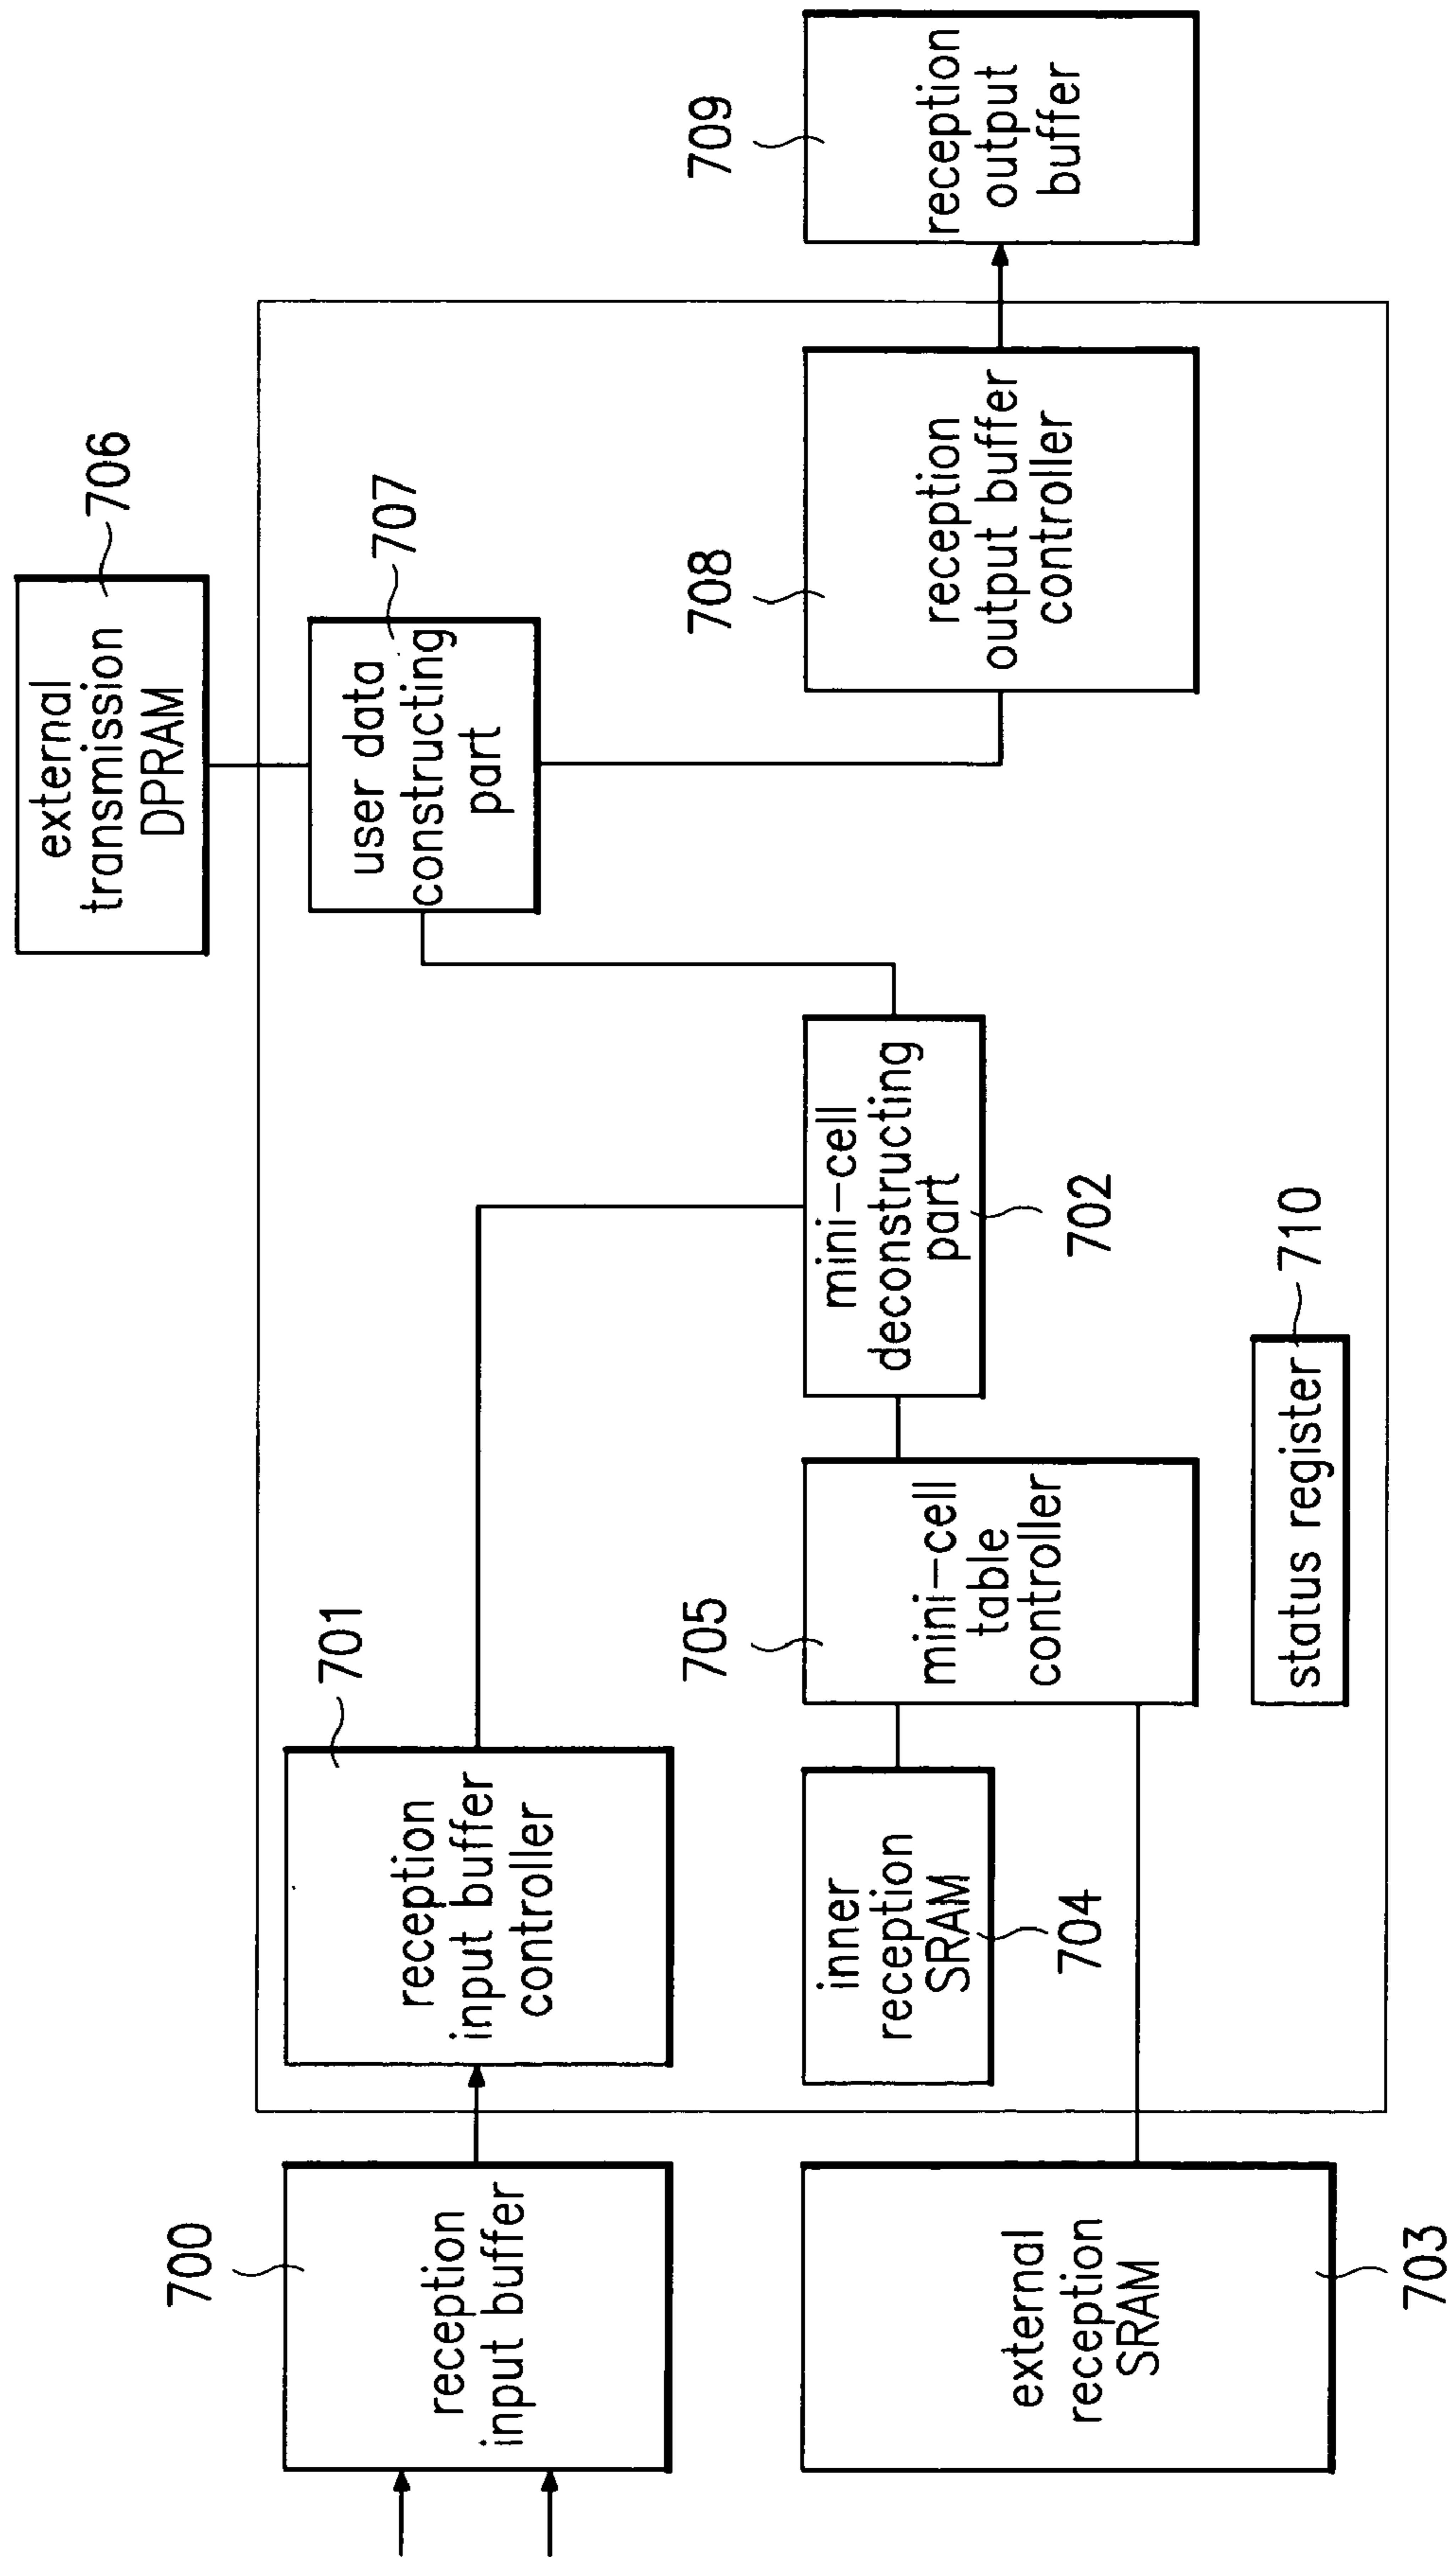 700
reception
input buffer
701
reception
input buffer
controller
external
transmission
DPRAM
706
user data
constructing
part
707
external
reception
SRAM
703
inner
reception
SRAM
704
705
mini-cell
table
controller
mini-cell
deconstructing
part
702
status register
710
708
reception
output buffer
controller
709
reception
output
buffer